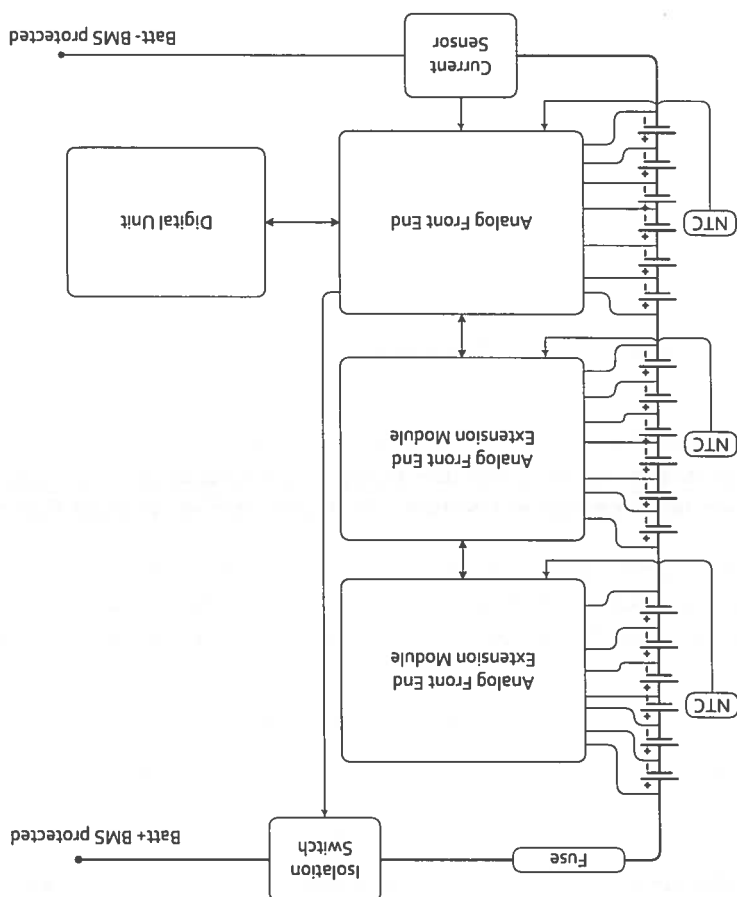 Fuse
Isolation
Switch
Batt+ BMS protected
NTC
Analog Front End
Extension Module
NTC
Analog Front End
Extension Module
NTC
Analog Front End
Digital Unit
Current
Sensor
Batt- BMS protected